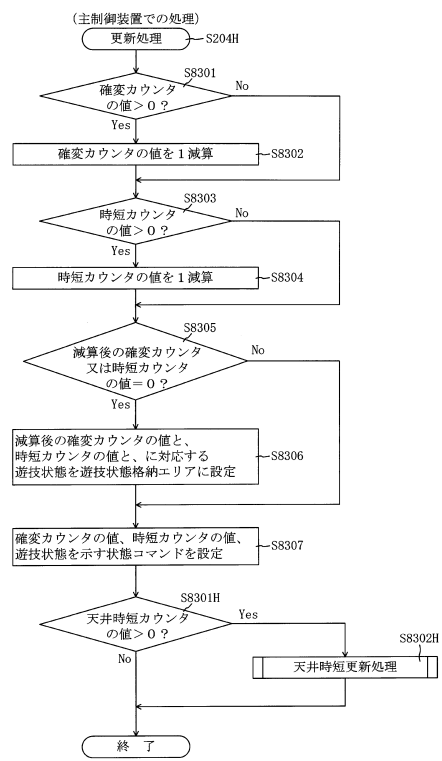 (主制御装置での処理)
更新処理
S204H
S8301
確変カウンタ
の値>0?
No
Yes
確変カウンタの値を1減算
S8302
S8303
時短カウンタ
の値>0?
No
Yes
時短カウンタの値を1減算
S8304
S8305
減算後の確変カウンタ
又は時短カウンタ
の値=0?
No
Yes
減算後の確変カウンタの値と、
時短カウンタの値と、に対応する
遊技状態を遊技状態格納エリアに設定
S8306
確変カウンタの値、時短カウンタの値、
遊技状態を示す状態コマンドを設定
S8307
S8301H
天井時短カウンタ
の値>0?
Yes
No
S8302H
天井時短更新処理
終 了